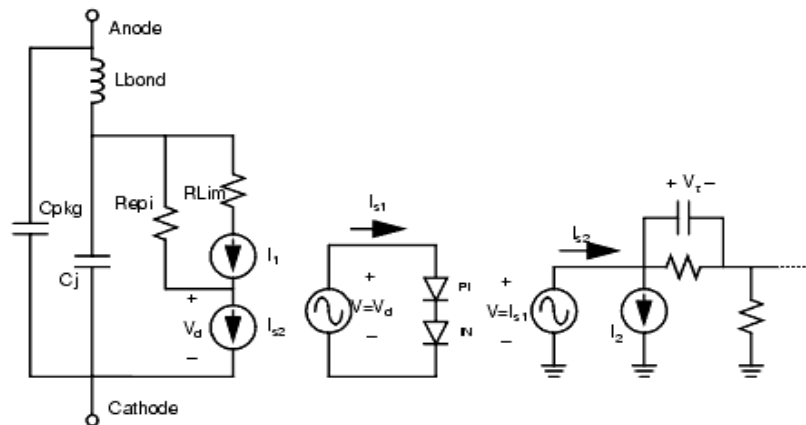 Anode
Lbond
Cpkg
Cj
Repi
RLim
I1
+
Vd
−
Is2
Is1
+
V=Vd
−
PI
IN
+ Vτ −
Is2
+
V=Is1
−
I2
Cathode